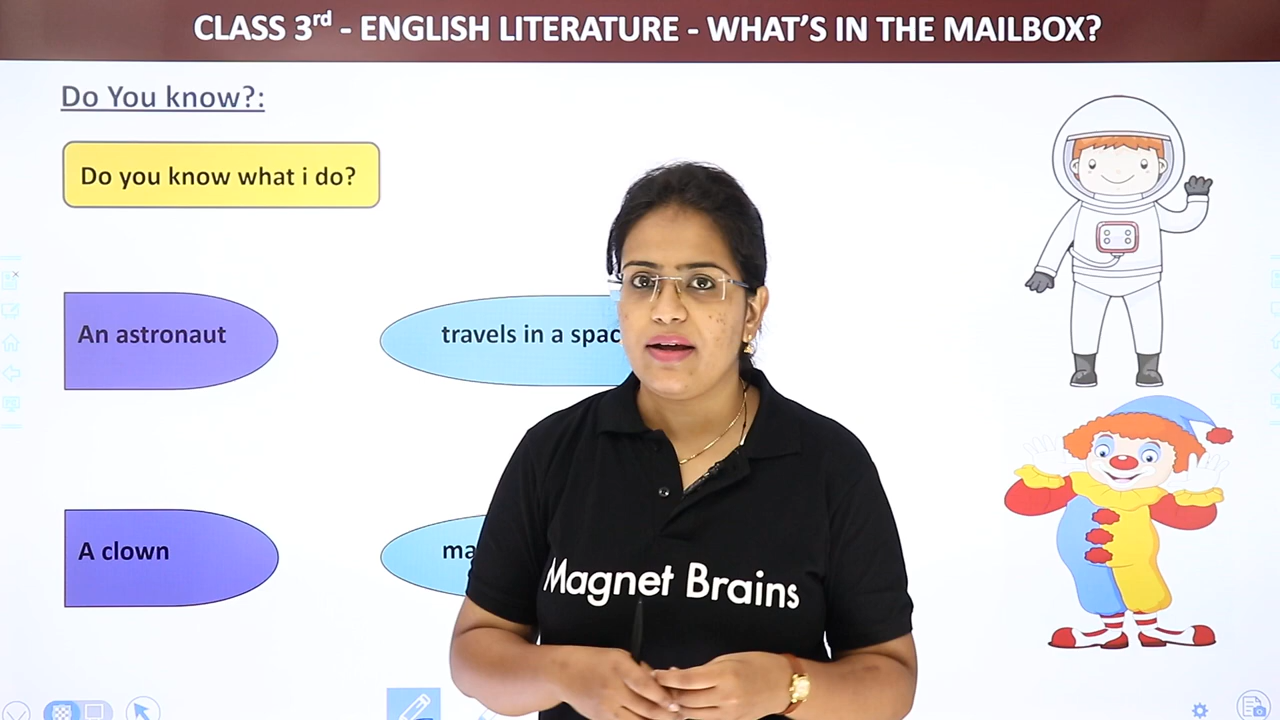 CLASS 3rd - ENGLISH LITERATURE - WHAT'S IN THE MAILBOX?
Do You know?:
Do you know what i do?
An astronaut
travels in a spac
A clown
ma
Magnet Brains